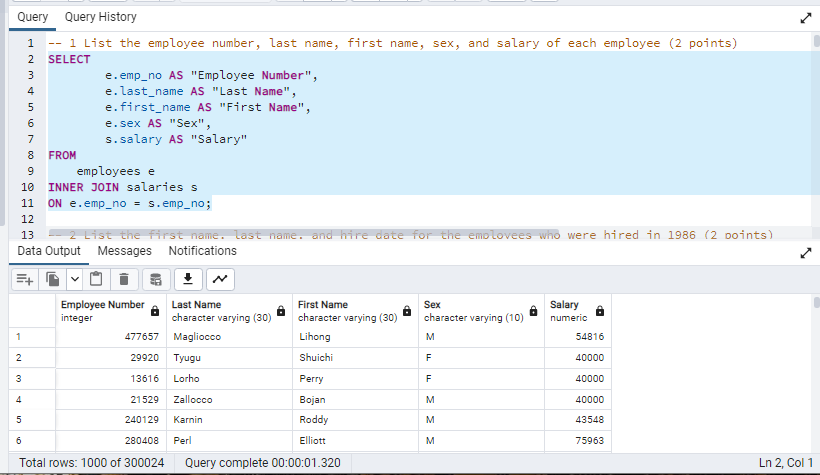 Query Query History
1 -- 1 List the employee number, last name, first name, sex, and salary of each employee (2 points)
2 SELECT
3 e.emp_no AS "Employee Number",
4 e.last_name AS "Last Name",
5 e.first_name AS "First Name",
6 e.sex AS "Sex",
7 s.salary AS "Salary"
8 FROM
9 employees e
10 INNER JOIN salaries s
11 ON e.emp_no = s.emp_no;
12
13 -- 2 List the first name, last name, and hire date for the employees who were hired in 1986 (2 points)
Data Output Messages Notifications
Employee Number Last Name First Name Sex Salary
integer character varying (30) character varying (30) character varying (10) numeric
1 477657 Magliocco Lihong M 54816
2 29920 Tyugu Shuichi F 40000
3 13616 Lorho Perry F 40000
4 21529 Zallocco Bojan M 40000
5 240129 Karnin Roddy M 43548
6 280408 Perl Elliott M 75963
Total rows: 1000 of 300024 Query complete 00:00:01.320 Ln 2, Col 1